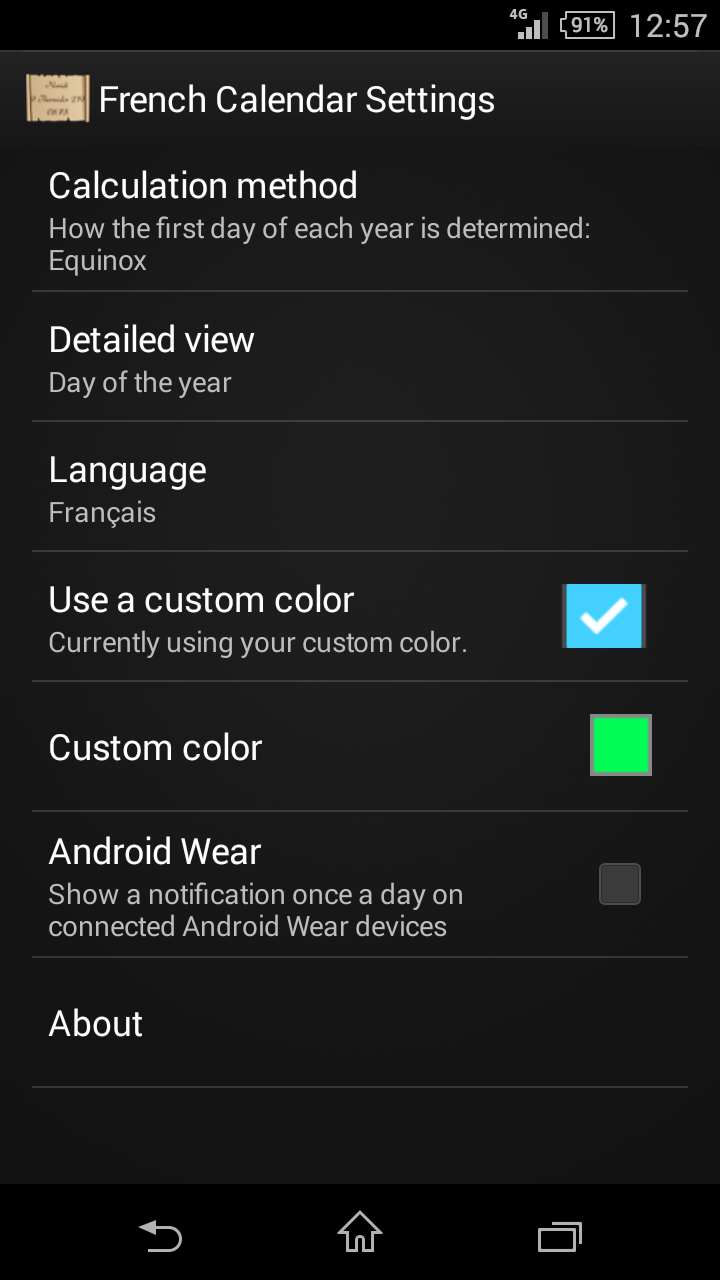 4G 91% 12:57
French Calendar Settings
Calculation method
How the first day of each year is determined:
Equinox
Detailed view
Day of the year
Language
Français
Use a custom color
Currently using your custom color.
Custom color
Android Wear
Show a notification once a day on
connected Android Wear devices
About